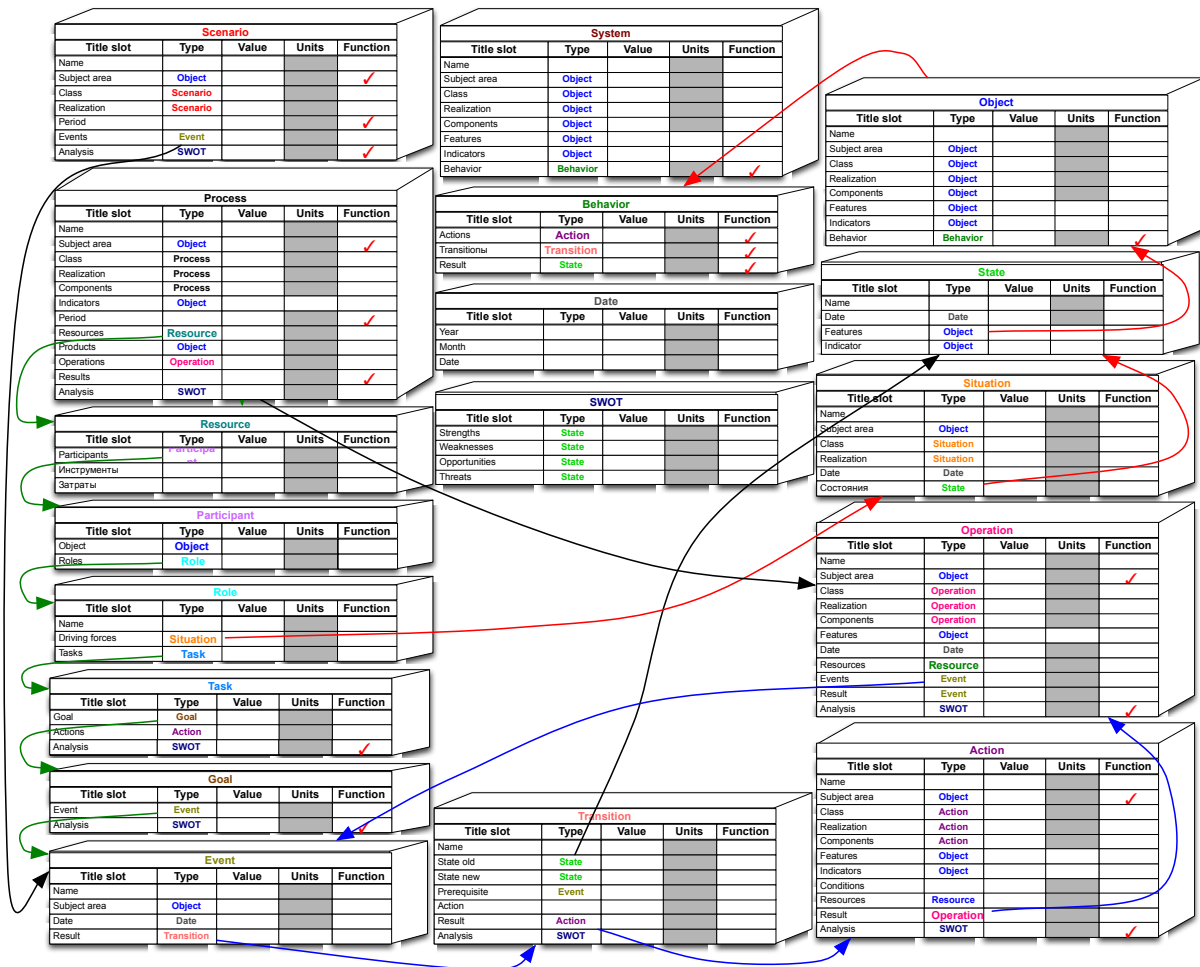 Scenario
Title slot Type Value Units Function
Name
Subject area Object ✓
Class Scenario
Realization Scenario
Period ✓
Events Event
Analysis SWOT ✓
Process
Title slot Type Value Units Function
Name
Subject area Object ✓
Class Process
Realization Process
Components Process
Indicators Object
Period ✓
Resources Resource
Products Object
Operations Operation
Results ✓
Analysis SWOT
Resource
Title slot Type Value Units Function
Participants Participa
nt
Инструменты
Затраты
Participant
Title slot Type Value Units Function
Object Object
Roles Role
Role
Title slot Type Value Units Function
Name
Driving forces Situation
Tasks Task
Task
Title slot Type Value Units Function
Goal Goal
Actions Action
Analysis SWOT ✓
Goal
Title slot Type Value Units Function
Event Event
Analysis SWOT ✓
Event
Title slot Type Value Units Function
Name
Subject area Object
Date Date
Result Transition
System
Title slot Type Value Units Function
Name
Subject area Object
Class Object
Realization Object
Components Object
Features Object
Indicators Object
Behavior Behavior ✓
Behavior
Title slot Type Value Units Function
Actions Action ✓
Transitionы Transition ✓
Result State ✓
Date
Title slot Type Value Units Function
Year
Month
Date
SWOT
Title slot Type Value Units Function
Strengths State
Weaknesses State
Opportunities State
Threats State
Transition
Title slot Type Value Units Function
Name
State old State
State new State
Prerequisite Event
Action
Result Action
Analysis SWOT
Object
Title slot Type Value Units Function
Name
Subject area Object
Class Object
Realization Object
Components Object
Features Object
Indicators Object
Behavior Behavior ✓
State
Title slot Type Value Units Function
Name
Date Date
Features Object
Indicator Object
Situation
Title slot Type Value Units Function
Name
Subject area Object
Class Situation
Realization Situation
Date Date
Состояния State
Operation
Title slot Type Value Units Function
Name
Subject area Object ✓
Class Operation
Realization Operation
Components Operation
Features Object
Date Date
Resources Resource
Events Event
Result Event
Analysis SWOT ✓
Action
Title slot Type Value Units Function
Name
Subject area Object ✓
Class Action
Realization Action
Components Action
Features Object
Indicators Object
Conditions
Resources Resource
Result Operation
Analysis SWOT ✓